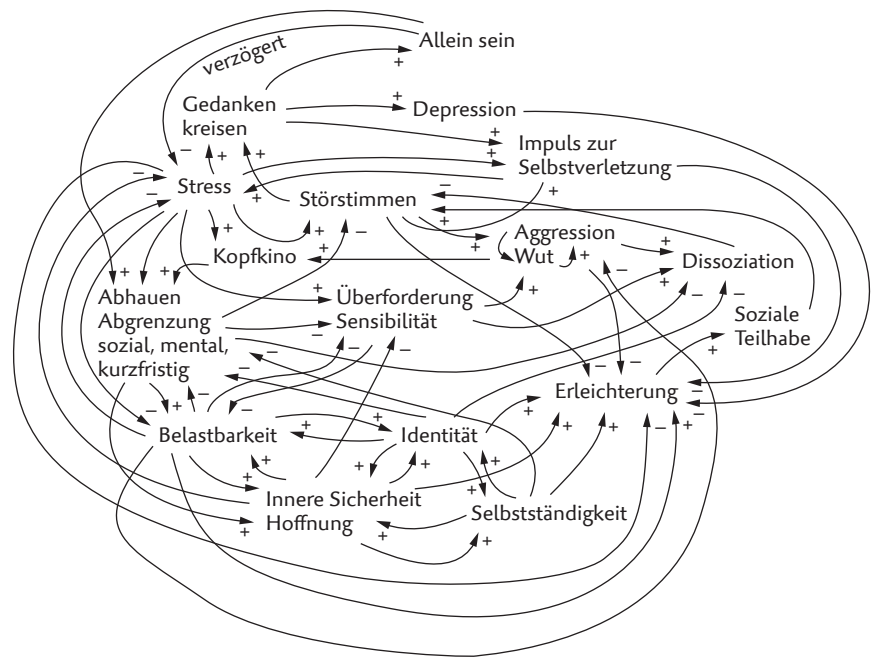 Allein sein
verzögert
Gedanken
kreisen
Depression
Impuls zur
Selbstverletzung
Stress
Störstimmen
Aggression
Wut
Kopfkino
Dissoziation
Abhauen
Abgrenzung
sozial, mental,
kurzfristig
Überforderung
Sensibilität
Soziale
Teilhabe
Erleichterung
Belastbarkeit
Identität
Innere Sicherheit
Hoffnung
Selbstständigkeit